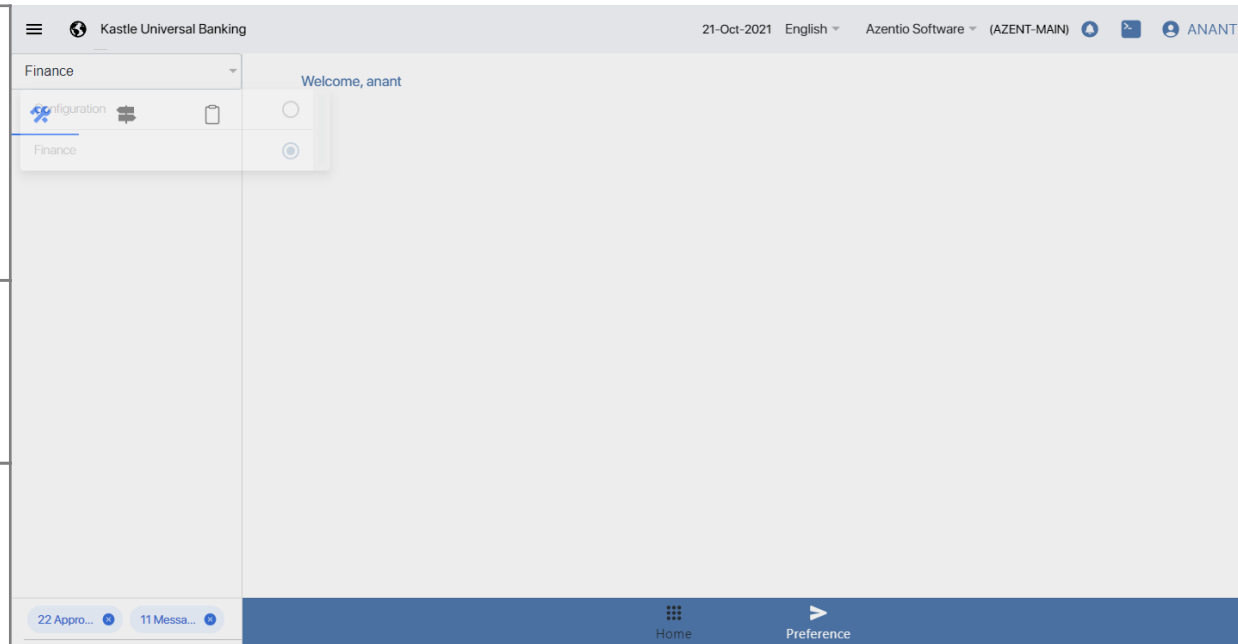 Kastle Universal Banking 21-Oct-2021 English Azentio Software (AZENT-MAIN) ANANT
Finance
Welcome, anant
Configuration
Finance
22 Appro... 11 Messa...
Home Preference